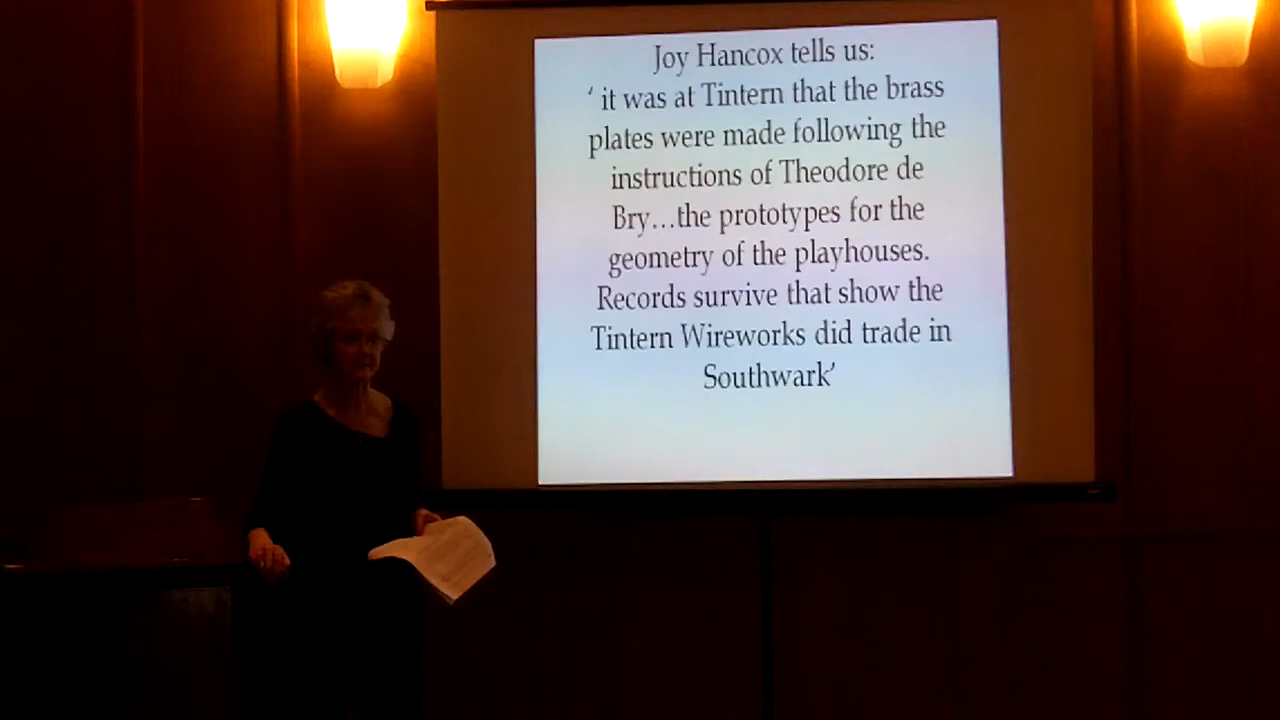 Joy Hancox tells us:
‘ it was at Tintern that the brass
plates were made following the
instructions of Theodore de
Bry…the prototypes for the
geometry of the playhouses.
Records survive that show the
Tintern Wireworks did trade in
Southwark’